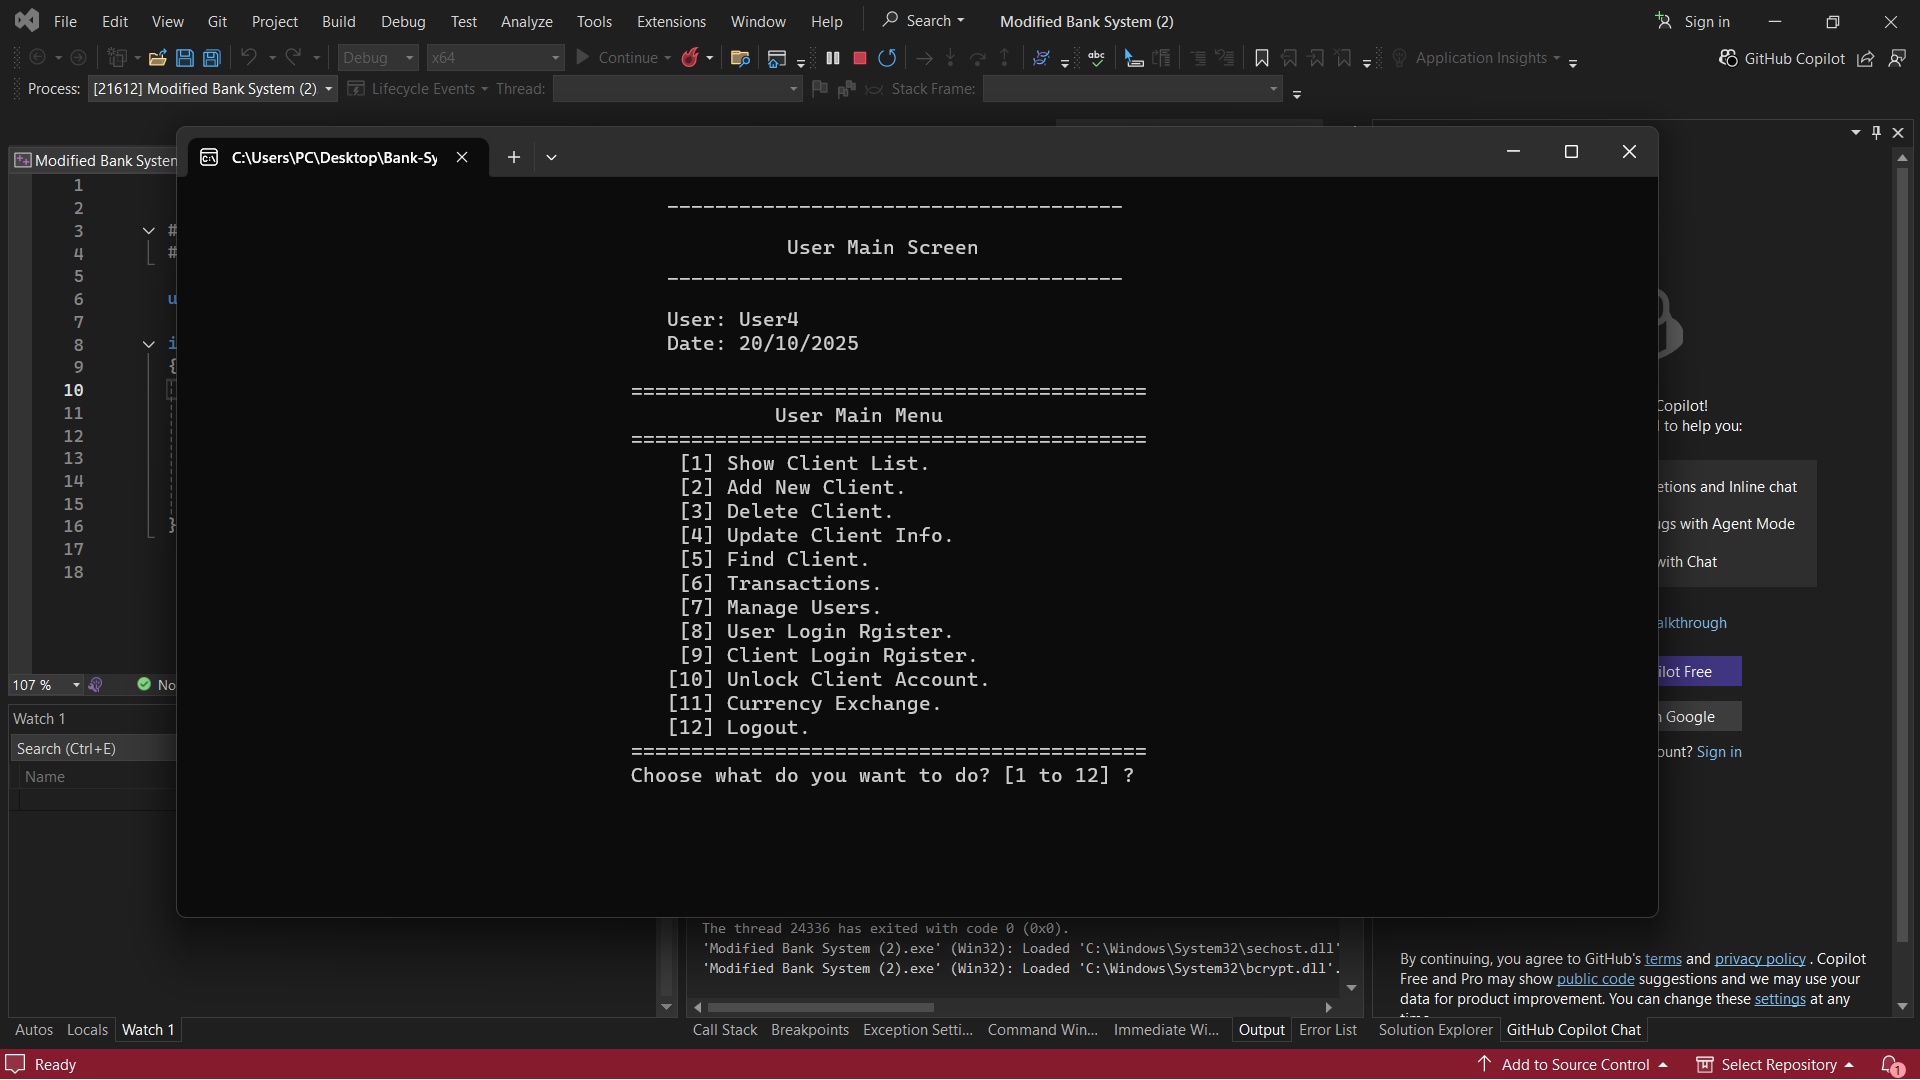 File Edit View Git Project Build Debug Test Analyze Tools Extensions Window Help Search Modified Bank System (2) Sign in
Debug x64 Continue abc Application Insights GitHub Copilot
Process: [21612] Modified Bank System (2). Lifecycle Events Thread: Stack Frame:
Modified Bank System
C:\Users\PC\Desktop\Bank-Sy
1
2
3 #
4 #
5
6 u
7
8 i
9 {
10
11
12
13
14
15
16 }
17
18
------------------------------------
User Main Screen
------------------------------------
User: User4
Date: 20/10/2025
===========================================
User Main Menu
===========================================
[1] Show Client List.
[2] Add New Client.
[3] Delete Client.
[4] Update Client Info.
[5] Find Client.
[6] Transactions.
[7] Manage Users.
[8] User Login Rgister.
[9] Client Login Rgister.
[10] Unlock Client Account.
[11] Currency Exchange.
[12] Logout.
===========================================
Choose what do you want to do? [1 to 12] ?
Copilot!
to help you:
etions and Inline chat
ugs with Agent Mode
with Chat
alkthrough
ilot Free
Google
ount? Sign in
107 % No
Watch 1
Search (Ctrl+E)
Name
The thread 24336 has exited with code 0 (0x0).
'Modified Bank System (2).exe' (Win32): Loaded 'C:\Windows\System32\sechost.dll'
'Modified Bank System (2).exe' (Win32): Loaded 'C:\Windows\System32\bcrypt.dll'.
By continuing, you agree to GitHub's terms and privacy policy . Copilot
Free and Pro may show public code suggestions and we may use your
data for product improvement. You can change these settings at any
Autos Locals Watch 1
Call Stack Breakpoints Exception Setti... Command Win... Immediate Wi... Output Error List
Solution Explorer GitHub Copilot Chat
Ready Add to Source Control Select Repository 1